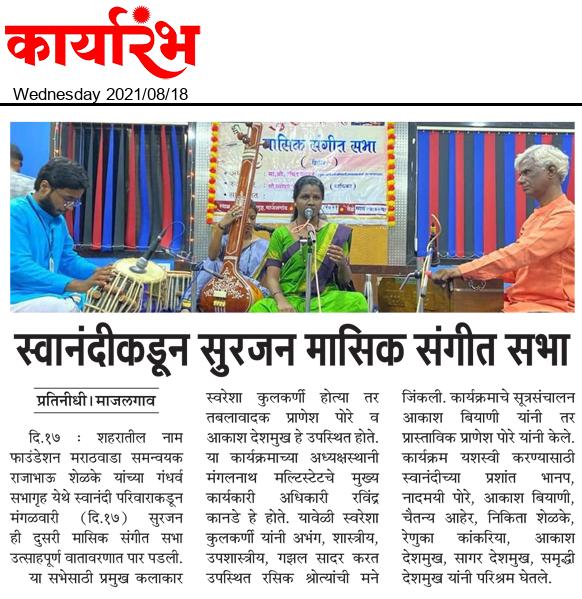 कार्यारंभ
Wednesday 2021/08/18
मासिक संगीत सभा
स्वानंदीकडून सुरजन मासिक संगीत सभा
प्रतिनीधी। माजलगाव
दि.१७ : शहरातील नाम
फाउंडेशन मराठवाडा समन्वयक
राजाभाऊ शेळके यांच्या गंधर्व
सभागृह येथे स्वानंदी परिवाराकडून
मंगळवारी (दि.१७) सुरजन
ही दुसरी मासिक संगीत सभा
उत्साहपूर्ण वातावरणात पार पडली.
या सभेसाठी प्रमुख कलाकार
स्वरेशा कुलकर्णी होत्या तर
तबलावादक प्राणेश पोरे व
आकाश देशमुख हे उपस्थित होते.
या कार्यक्रमाच्या अध्यक्षस्थानी
मंगलनाथ मल्टिस्टेटचे मुख्य
कार्यकारी अधिकारी रविंद्र
कानडे हे होते. यावेळी स्वरेशा
कुलकर्णी यांनी अभंग, शास्त्रीय,
उपशास्त्रीय, गझल सादर करत
उपस्थित रसिक श्रोत्यांची मने
जिंकली. कार्यक्रमाचे सूत्रसंचालन
आकाश बियाणी यांनी तर
प्रास्ताविक प्राणेश पोरे यांनी केले.
कार्यक्रम यशस्वी करण्यासाठी
स्वानंदीच्या प्रशांत भानप,
नादमयी पोरे, आकाश बियाणी,
चैतन्य आहेर, निकिता शेळके,
रेणुका कांकरिया, आकाश
देशमुख, सागर देशमुख, समृद्धी
देशमुख यांनी परिश्रम घेतले.